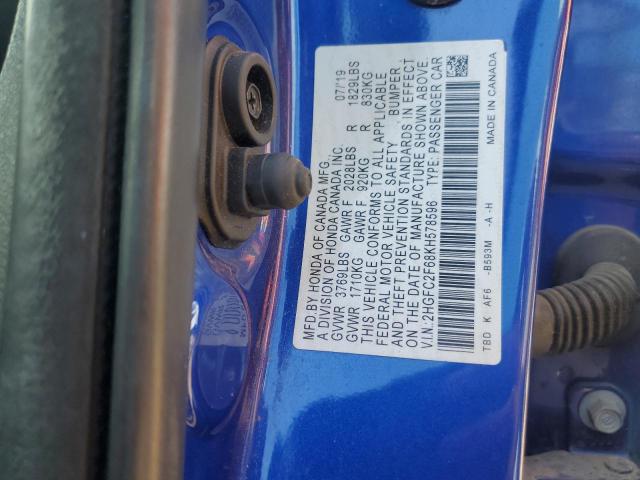 MFD.BY HONDA OF CANADA MFG. 07/19
A DIVISION OF HONDA CANADA INC.
GVWR 3769LBS GAWR F 2028LBS R 1829LBS
GVWR 1710KG GAWR F 920KG R 830KG
THIS VEHICLE CONFORMS TO ALL APPLICABLE
FEDERAL MOTOR VEHICLE SAFETY BUMPER
AND THEFT PREVENTION STANDARDS IN EFFECT
ON THE DATE OF MANUFACTURE SHOWN ABOVE.
V.I.N.:2HGFC2F68KH578596 TYPE: PASSENGER CAR
TBD K AF6 -B593M -A-H MADE IN CANADA